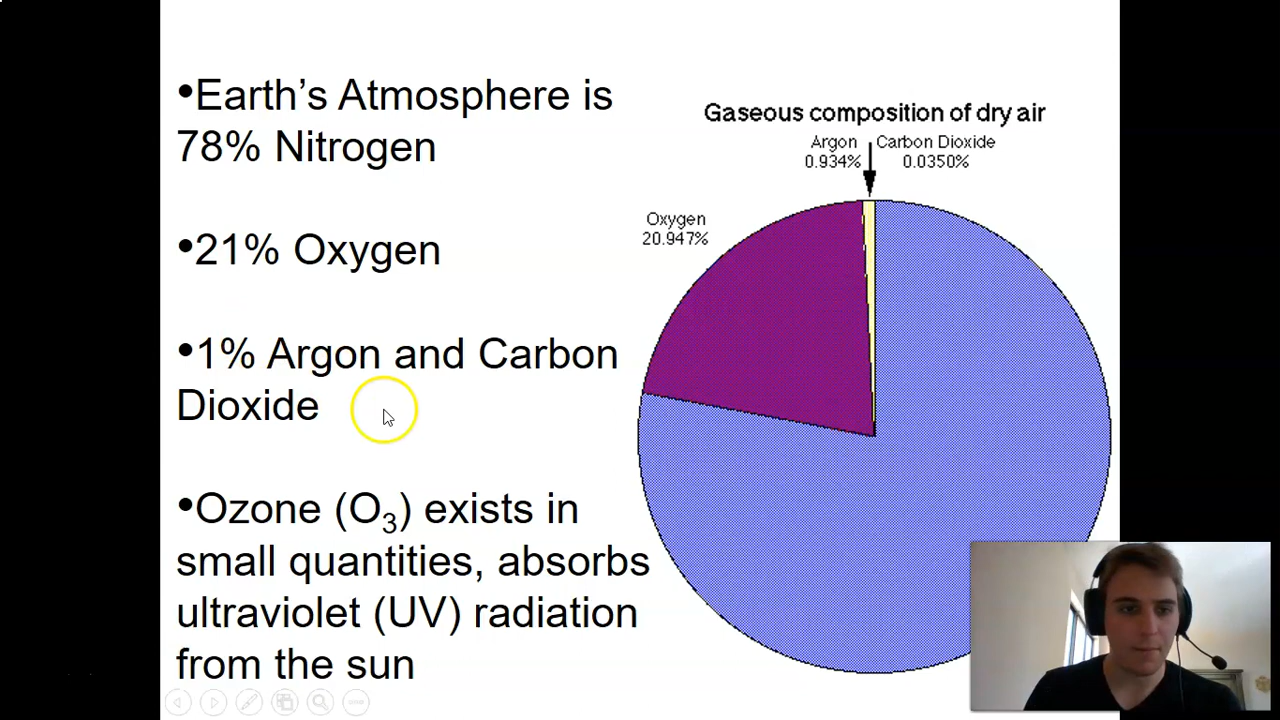 •Earth’s Atmosphere is
78% Nitrogen
•21% Oxygen
•1% Argon and Carbon
Dioxide
•Ozone (O₃) exists in
small quantities, absorbs
ultraviolet (UV) radiation
from the sun
Gaseous composition of dry air
Argon
0.934%
Carbon Dioxide
0.0350%
Oxygen
20.947%